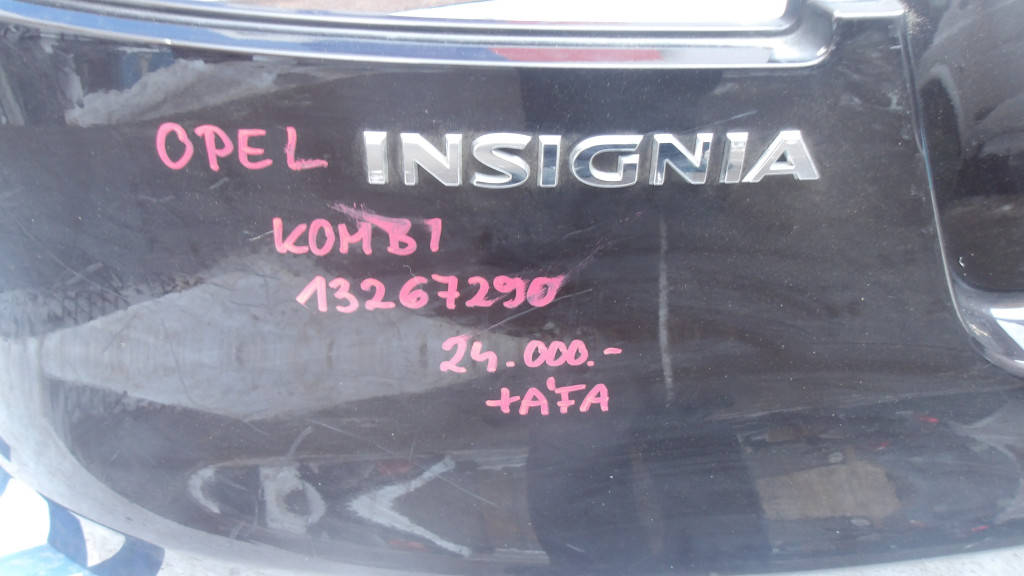 OPEL INSIGNIA
KOMBI
13267290
24.000.-
+ÁFA